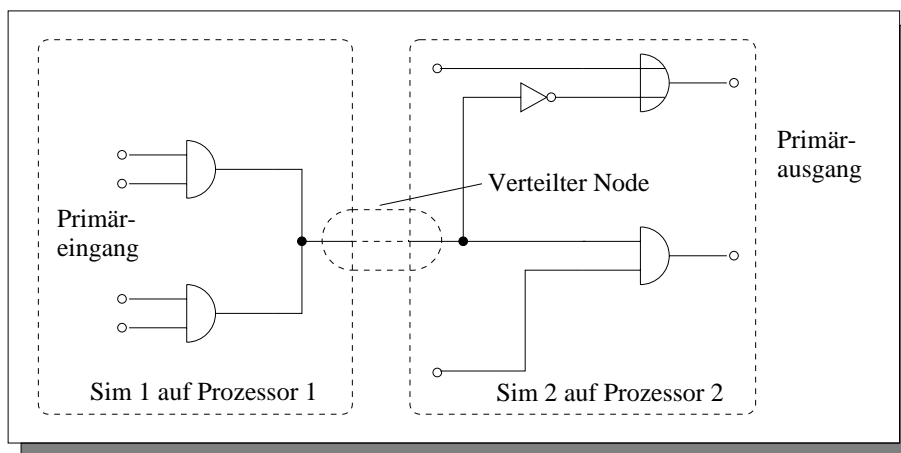 Primär-
eingang
Sim 1 auf Prozessor 1
Verteilter Node
Sim 2 auf Prozessor 2
Primär-
ausgang